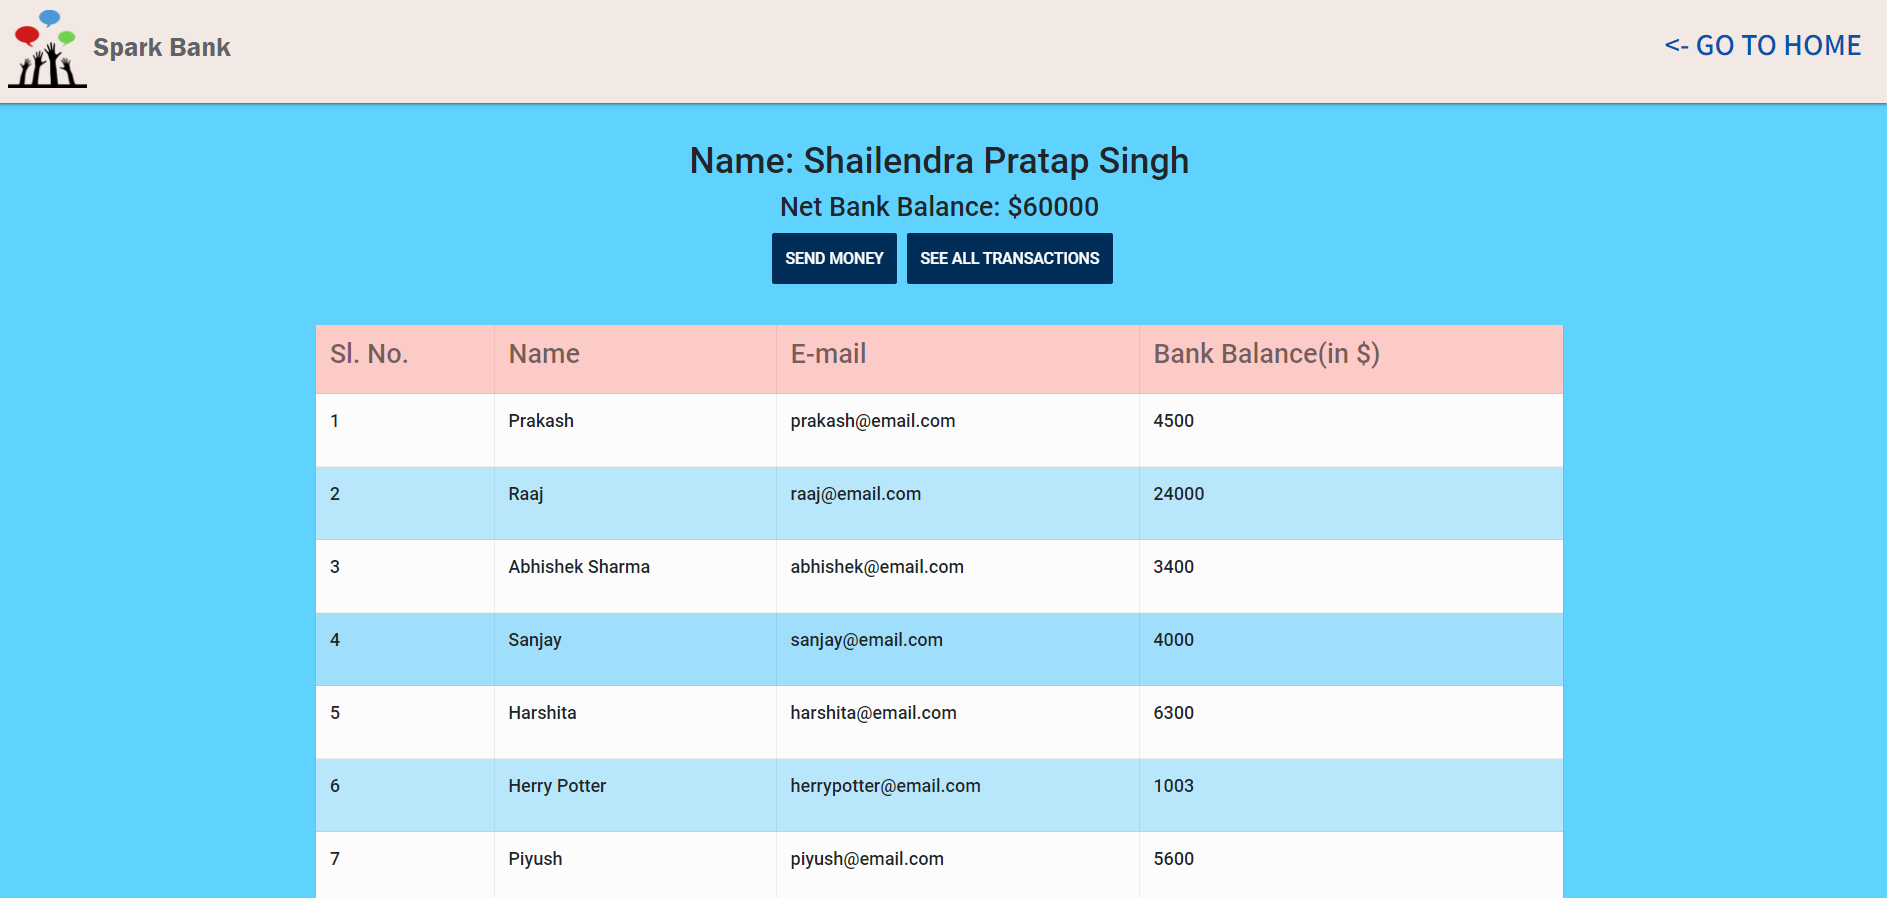 Spark Bank
<- GO TO HOME
Name: Shailendra Pratap Singh
Net Bank Balance: $60000
SEND MONEY SEE ALL TRANSACTIONS
Sl. No. Name E-mail Bank Balance(in $)
1 Prakash prakash@email.com 4500
2 Raaj raaj@email.com 24000
3 Abhishek Sharma abhishek@email.com 3400
4 Sanjay sanjay@email.com 4000
5 Harshita harshita@email.com 6300
6 Herry Potter herrypotter@email.com 1003
7 Piyush piyush@email.com 5600